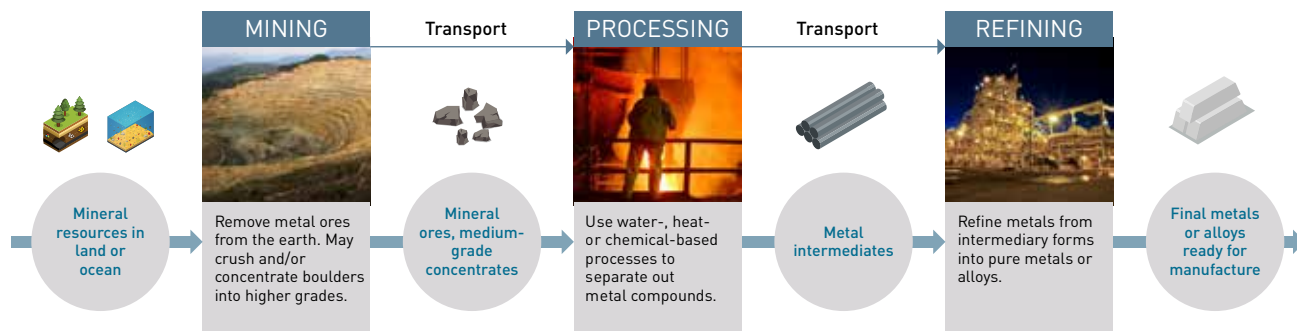 MINING
Transport
PROCESSING
Transport
REFINING
Mineral
resources in
land or
ocean
Remove metal ores
from the earth. May
crush and/or
concentrate boulders
into higher grades.
Mineral
ores, medium-
grade
concentrates
Use water-, heat-
or chemical-based
processes to
separate out
metal compounds.
Metal
intermediates
Refine metals from
intermediary forms
into pure metals or
alloys.
Final metals
or alloys
ready for
manufacture